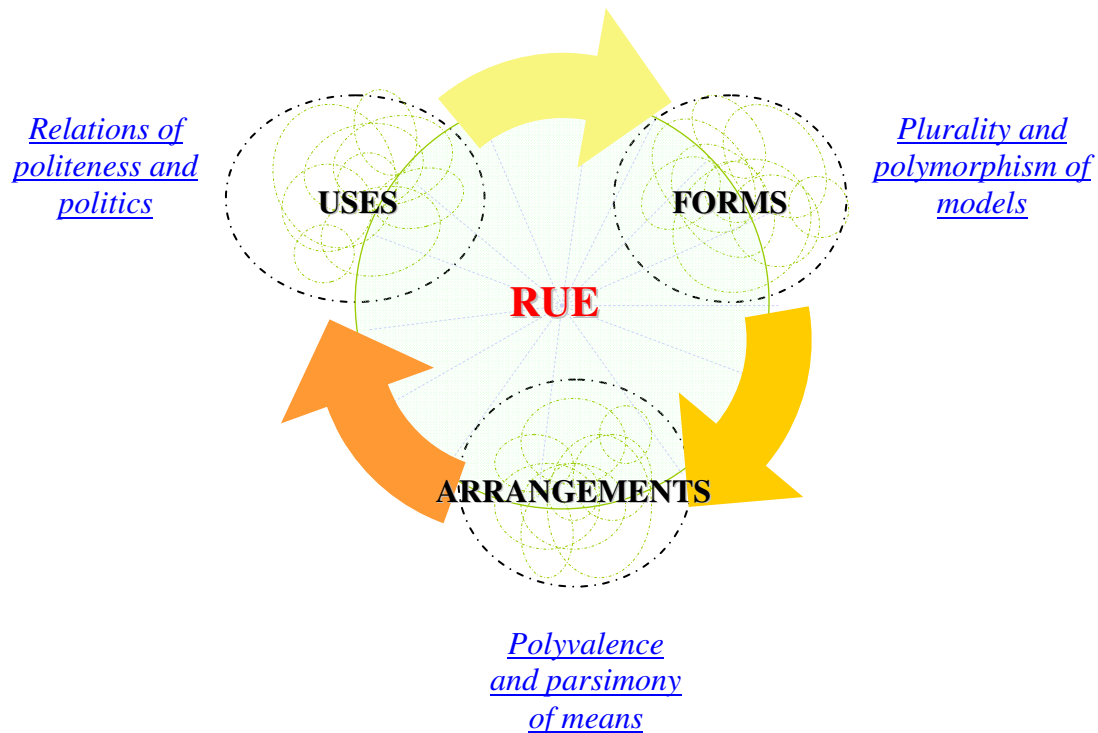 Relations of
politeness and
politics
USES
FORMS
Plurality and
polymorphism of
models
RUE
ARRANGEMENTS
Polyvalence
and parsimony
of means